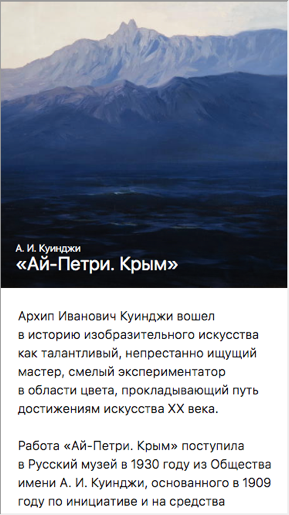 А. И. Куинджи
«Ай-Петри. Крым»
Архип Иванович Куинджи вошел
в историю изобразительного искусства
как талантливый, непрестанно ищущий
мастер, смелый экспериментатор
в области цвета, прокладывающий путь
достижениям искусства XX века.
Работа «Ай-Петри. Крым» поступила
в Русский музей в 1930 году из Общества
имени А. И. Куинджи, основанного в 1909
году по инициативе и на средства